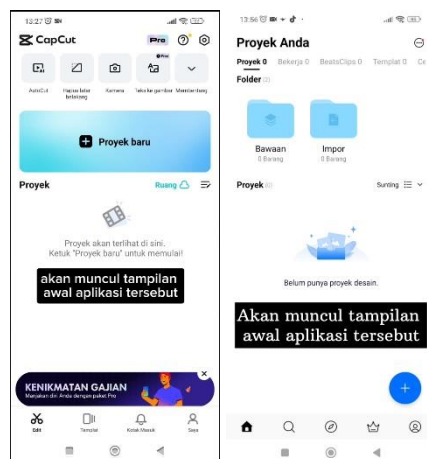 13.27
CapCut
Pro
AutoCut
Hapus latar belakang
Kamera
Teks ke gambar
Pro
Membentang
Proyek baru
Proyek
Ruang
Proyek akan terlihat di sini.
Ketuk "Proyek baru" untuk memulai!
akan muncul tampilan
awal aplikasi tersebut
KENIKMATAN GAJIAN
Manjakan diri Anda dengan paket Pro
Edit
Templat
Kotak Masuk
Saya
13.56
Proyek Anda
Proyek 0
Bekerja 0
BeatsClips 0
Templat 0
Folder
Bawaan
0 Barang
Impor
0 Barang
Proyek
Sunting
Belum punya proyek desain.
Akan muncul tampilan
awal aplikasi tersebut